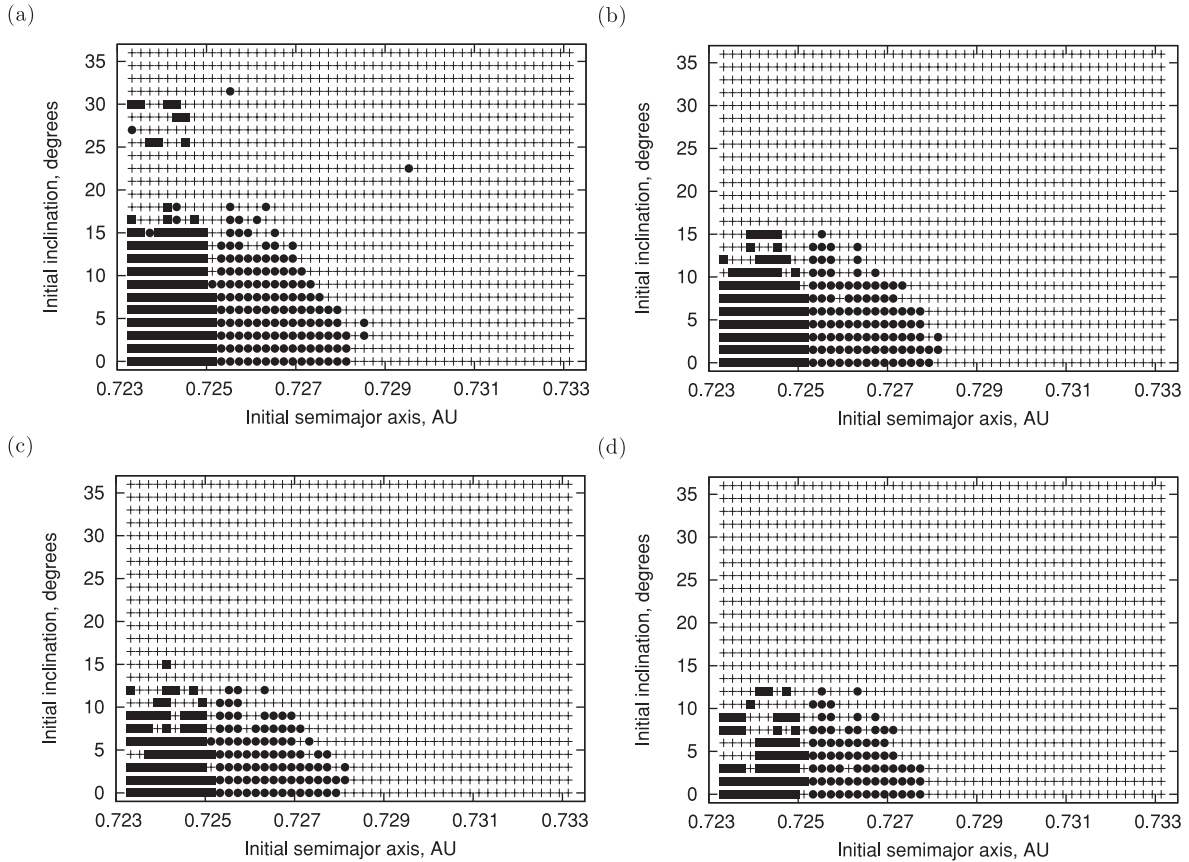 (a)
(b)
Initial inclination, degrees
35
30
25
20
15
10
5
0
0.723 0.725 0.727 0.729 0.731 0.733
Initial semimajor axis, AU
Initial inclination, degrees
35
30
25
20
15
10
5
0
0.723 0.725 0.727 0.729 0.731 0.733
Initial semimajor axis, AU
(c)
(d)
Initial inclination, degrees
35
30
25
20
15
10
5
0
0.723 0.725 0.727 0.729 0.731 0.733
Initial semimajor axis, AU
Initial inclination, degrees
35
30
25
20
15
10
5
0
0.723 0.725 0.727 0.729 0.731 0.733
Initial semimajor axis, AU